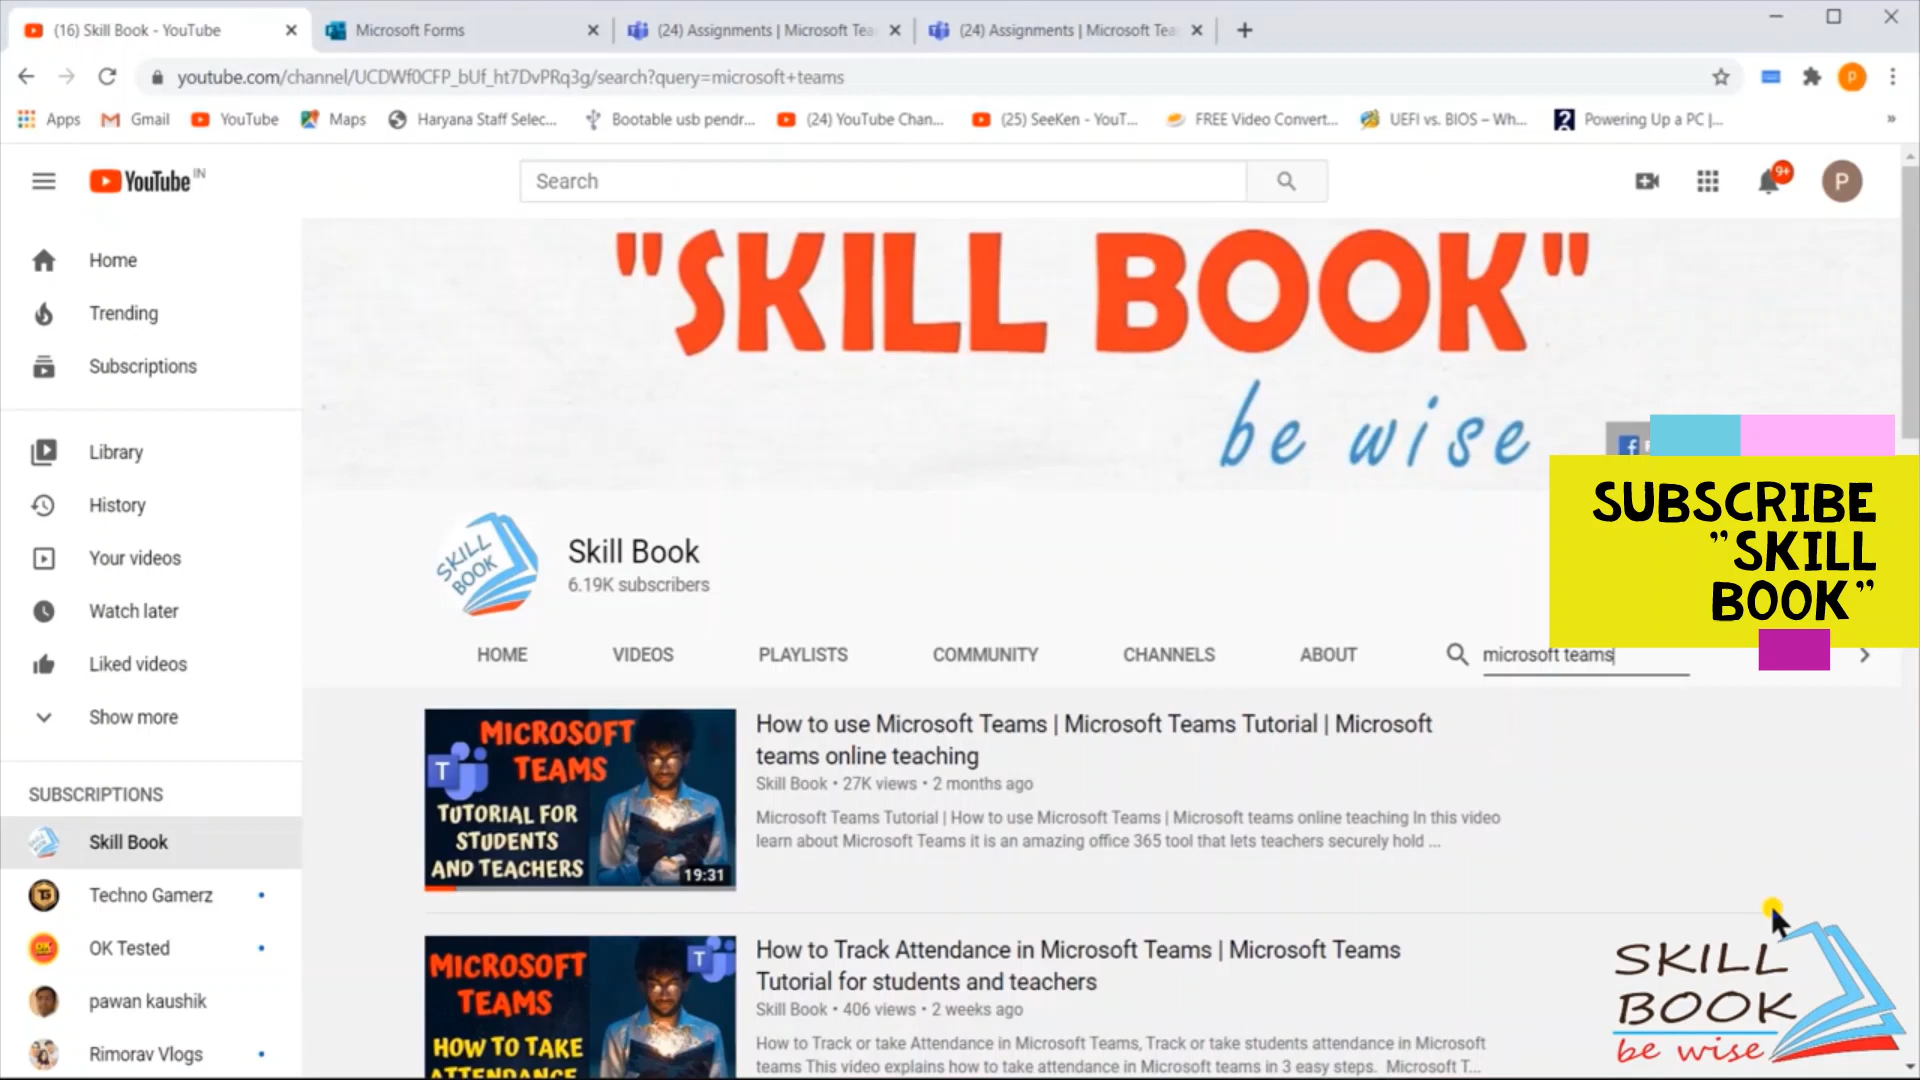 (16) Skill Book - YouTube
Microsoft Forms
(24) Assignments | Microsoft Tea
(24) Assignments | Microsoft Tea
youtube.com/channel/UCDWf0CFP_bUf_ht7DvPRq3g/search?query=microsoft+teams
P
Apps
Gmail
YouTube
Maps
Haryana Staff Selec...
Bootable usb pendr...
(24) YouTube Chan...
(25) SeeKen - YouT...
FREE Video Convert...
UEFI vs. BIOS – Wh...
Powering Up a PC |...
YouTube IN
Search
9+
P
Home
Trending
Subscriptions
Library
History
Your videos
Watch later
Liked videos
Show more
SUBSCRIPTIONS
Skill Book
Techno Gamerz
OK Tested
pawan kaushik
Rimorav Vlogs
"SKILL BOOK"
be wise
SUBSCRIBE
"SKILL
BOOK"
SKILL
BOOK
Skill Book
6.19K subscribers
HOME
VIDEOS
PLAYLISTS
COMMUNITY
CHANNELS
ABOUT
microsoft teams
MICROSOFT
TEAMS
T
TUTORIAL FOR
STUDENTS
AND TEACHERS
19:31
How to use Microsoft Teams | Microsoft Teams Tutorial | Microsoft
teams online teaching
Skill Book • 27K views • 2 months ago
Microsoft Teams Tutorial | How to use Microsoft Teams | Microsoft teams online teaching In this video
learn about Microsoft Teams it is an amazing office 365 tool that lets teachers securely hold ...
MICROSOFT
TEAMS
T
HOW TO TAKE
ATTENDANCE
How to Track Attendance in Microsoft Teams | Microsoft Teams
Tutorial for students and teachers
Skill Book • 406 views • 2 weeks ago
How to Track or take Attendance in Microsoft Teams, Track or take students attendance in Microsoft
teams This video explains how to take attendance in Microsoft teams in 3 easy steps. Microsoft T...
SKILL
BOOK
be wise